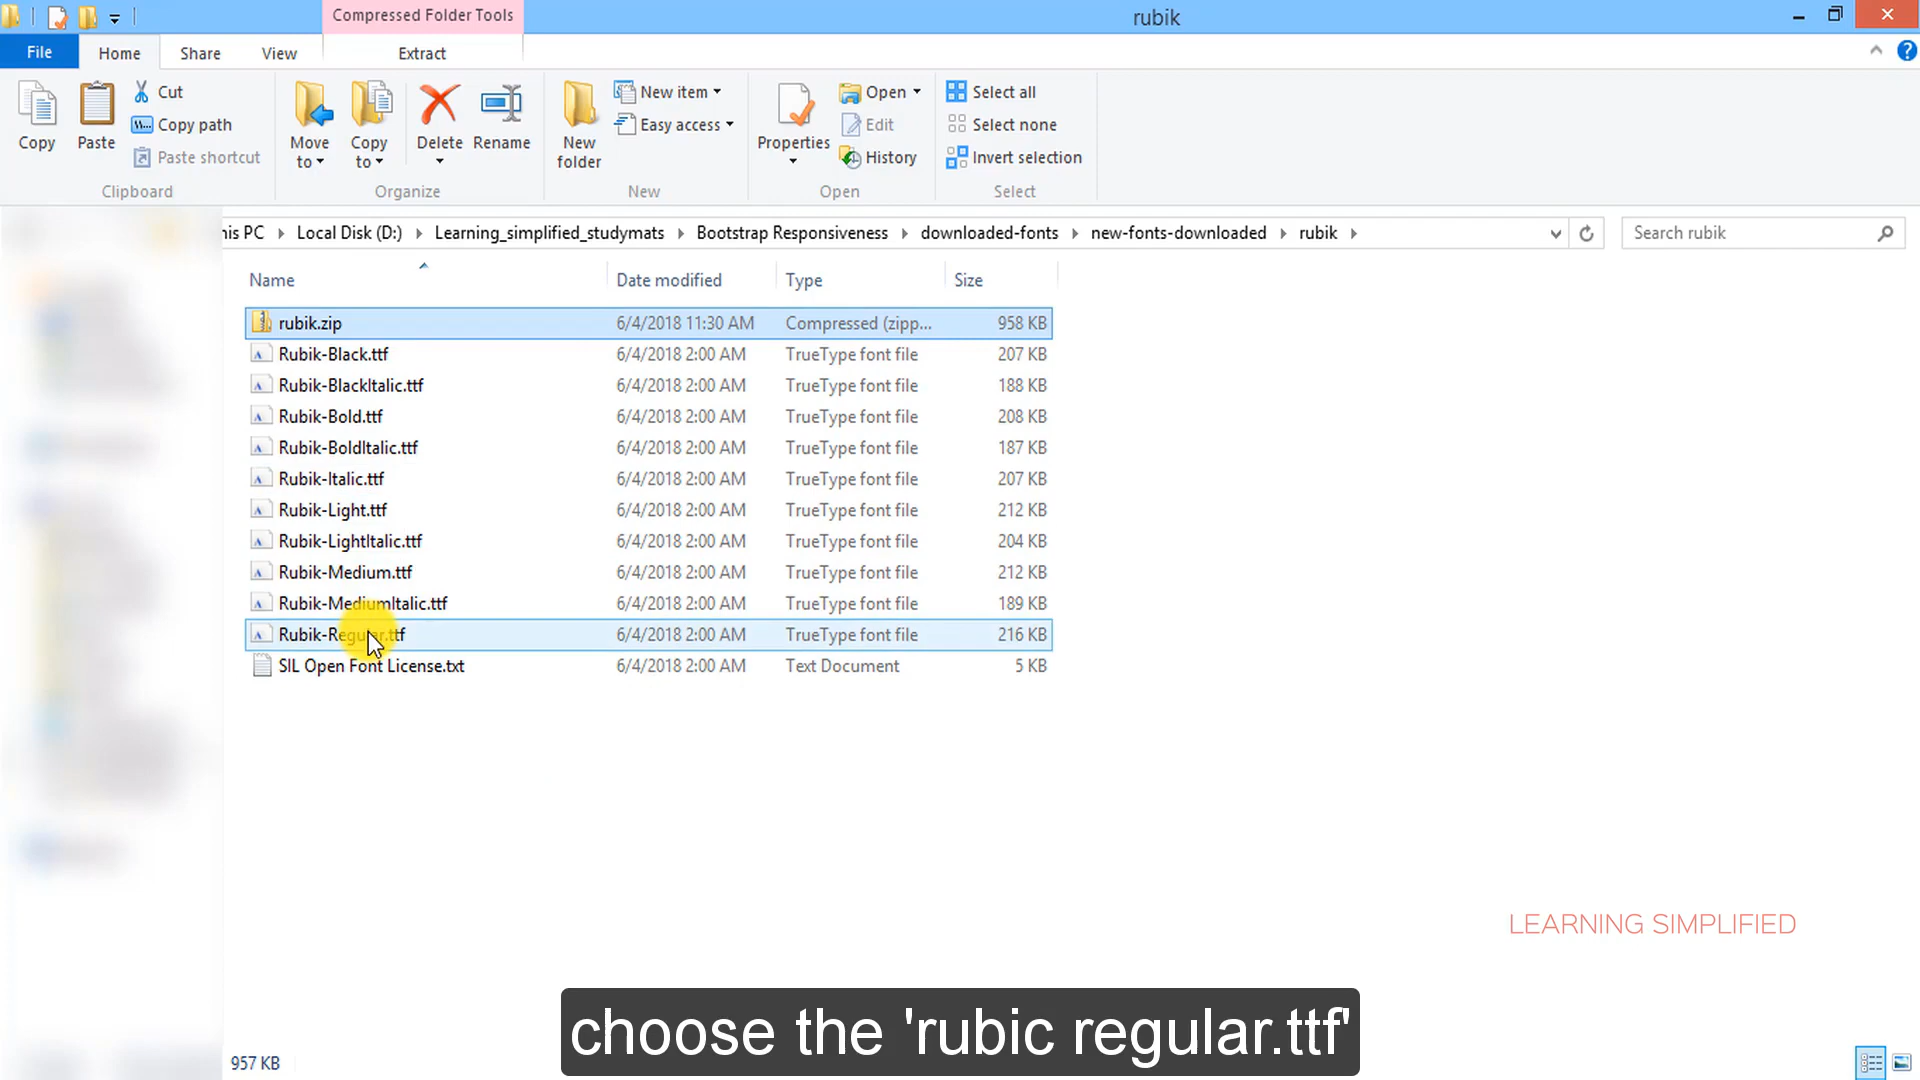 Compressed Folder Tools
rubik
File Home Share View Extract
Copy
Paste
Cut
Copy path
Paste shortcut
Clipboard
Move to
Copy to
Delete
Rename
Organize
New folder
New item
Easy access
New
Properties
Open
Edit
History
Open
Select all
Select none
Invert selection
Select
his PC Local Disk (D:) Learning_simplified_studymats Bootstrap Responsiveness downloaded-fonts new-fonts-downloaded rubik
Search rubik
Name Date modified Type Size
rubik.zip 6/4/2018 11:30 AM Compressed (zipp... 958 KB
Rubik-Black.ttf 6/4/2018 2:00 AM TrueType font file 207 KB
Rubik-BlackItalic.ttf 6/4/2018 2:00 AM TrueType font file 188 KB
Rubik-Bold.ttf 6/4/2018 2:00 AM TrueType font file 208 KB
Rubik-BoldItalic.ttf 6/4/2018 2:00 AM TrueType font file 187 KB
Rubik-Italic.ttf 6/4/2018 2:00 AM TrueType font file 207 KB
Rubik-Light.ttf 6/4/2018 2:00 AM TrueType font file 212 KB
Rubik-LightItalic.ttf 6/4/2018 2:00 AM TrueType font file 204 KB
Rubik-Medium.ttf 6/4/2018 2:00 AM TrueType font file 212 KB
Rubik-MediumItalic.ttf 6/4/2018 2:00 AM TrueType font file 189 KB
Rubik-Regular.ttf 6/4/2018 2:00 AM TrueType font file 216 KB
SIL Open Font License.txt 6/4/2018 2:00 AM Text Document 5 KB
LEARNING SIMPLIFIED
choose the 'rubic regular.ttf'
957 KB